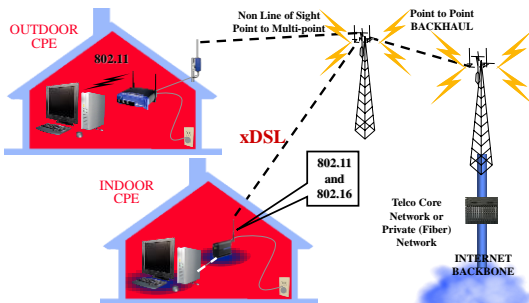 OUTDOOR
CPE
802.11
Non Line of Sight
Point to Multi-point
Point to Point
BACKHAUL
xDSL
INDOOR
CPE
802.11
and
802.16
Telco Core
Network or
Private (Fiber)
Network
INTERNET
BACKBONE